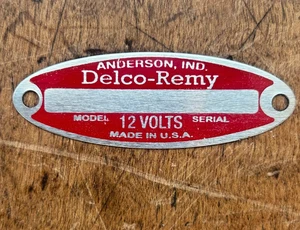 ANDERSON, IND.
Delco-Remy
MODEL 12 VOLTS SERIAL
MADE IN U.S.A.